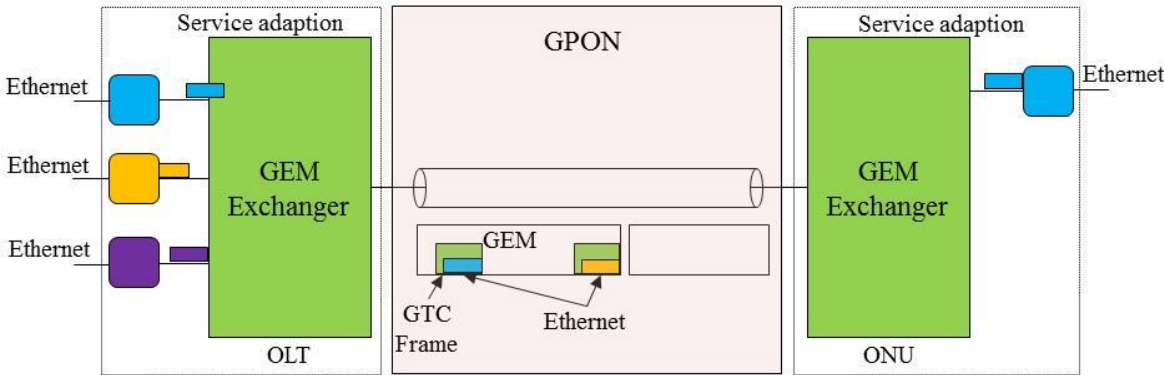 Service adaption
GPON
Service adaption
Ethernet
Ethernet
Ethernet
Ethernet
GEM
Exchanger
GEM
Exchanger
GEM
GTC
Frame
Ethernet
OLT
ONU